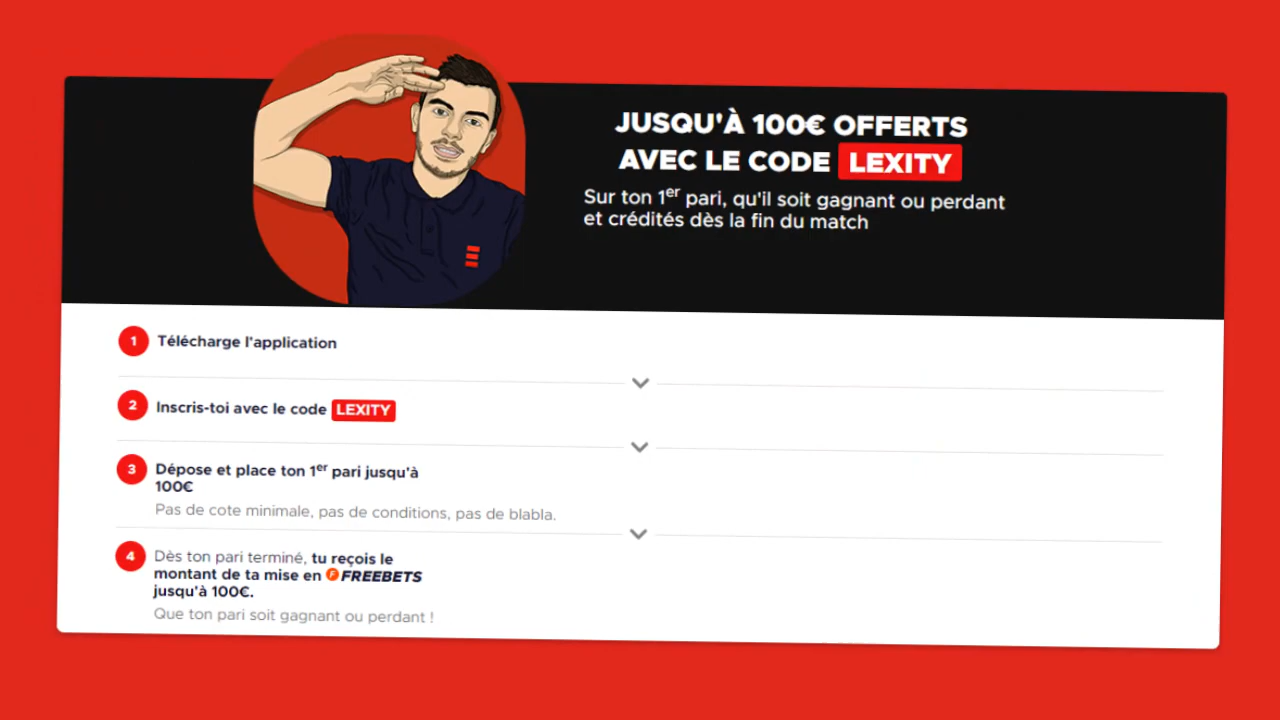 JUSQU'À 100€ OFFERTS
AVEC LE CODE LEXITY
Sur ton 1er pari, qu'il soit gagnant ou perdant
et crédités dès la fin du match
1 Télécharge l'application
2 Inscris-toi avec le code LEXITY
3 Dépose et place ton 1er pari jusqu'à
100€
Pas de cote minimale, pas de conditions, pas de blabla.
4 Dès ton pari terminé, tu reçois le
montant de ta mise en F FREEBETS
jusqu'à 100€.
Que ton pari soit gagnant ou perdant !